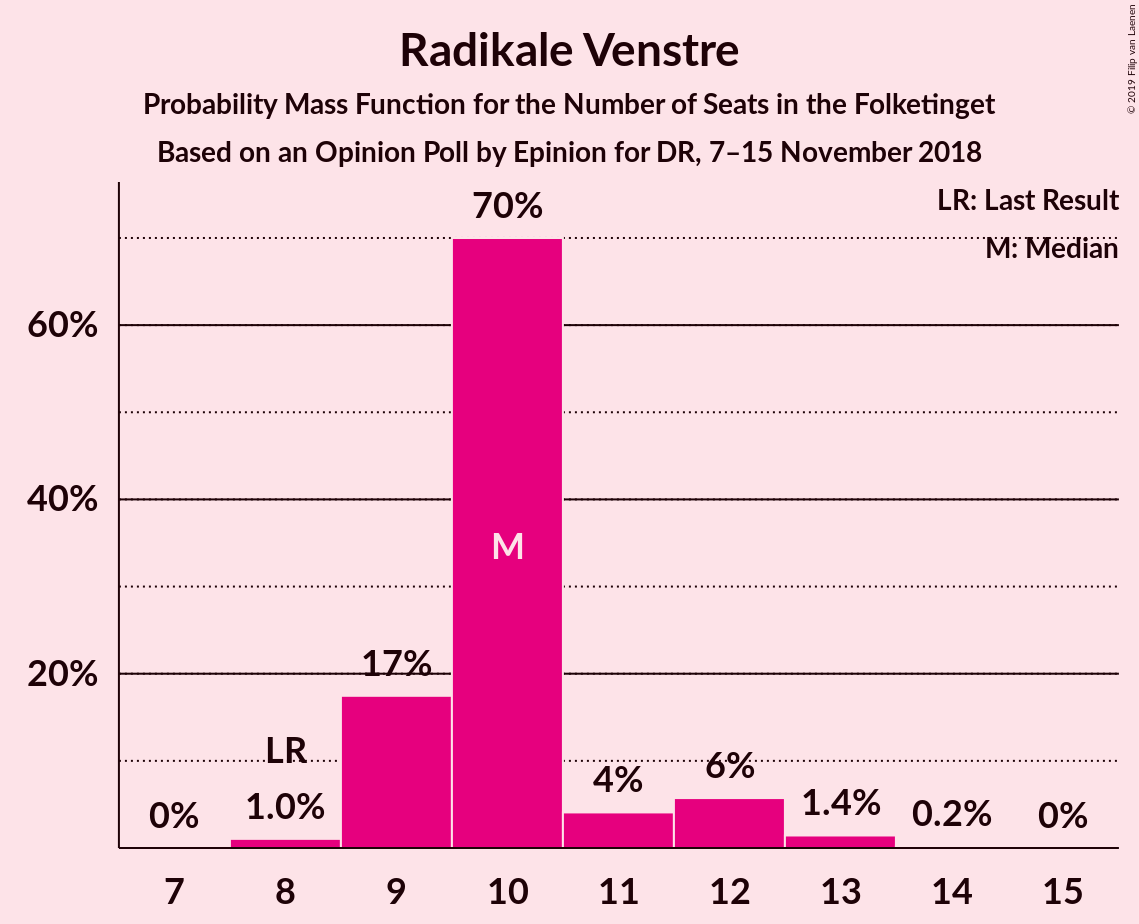 Radikale Venstre
Probability Mass Function for the Number of Seats in the Folketinget
Based on an Opinion Poll by Epinion for DR, 7–15 November 2018
© 2019 Filip van Laenen
LR: Last Result
M: Median
70%
60%
40%
20%
M
17%
LR
0%
1.0%
4%
6%
1.4%
0.2%
0%
7 8 9 10 11 12 13 14 15